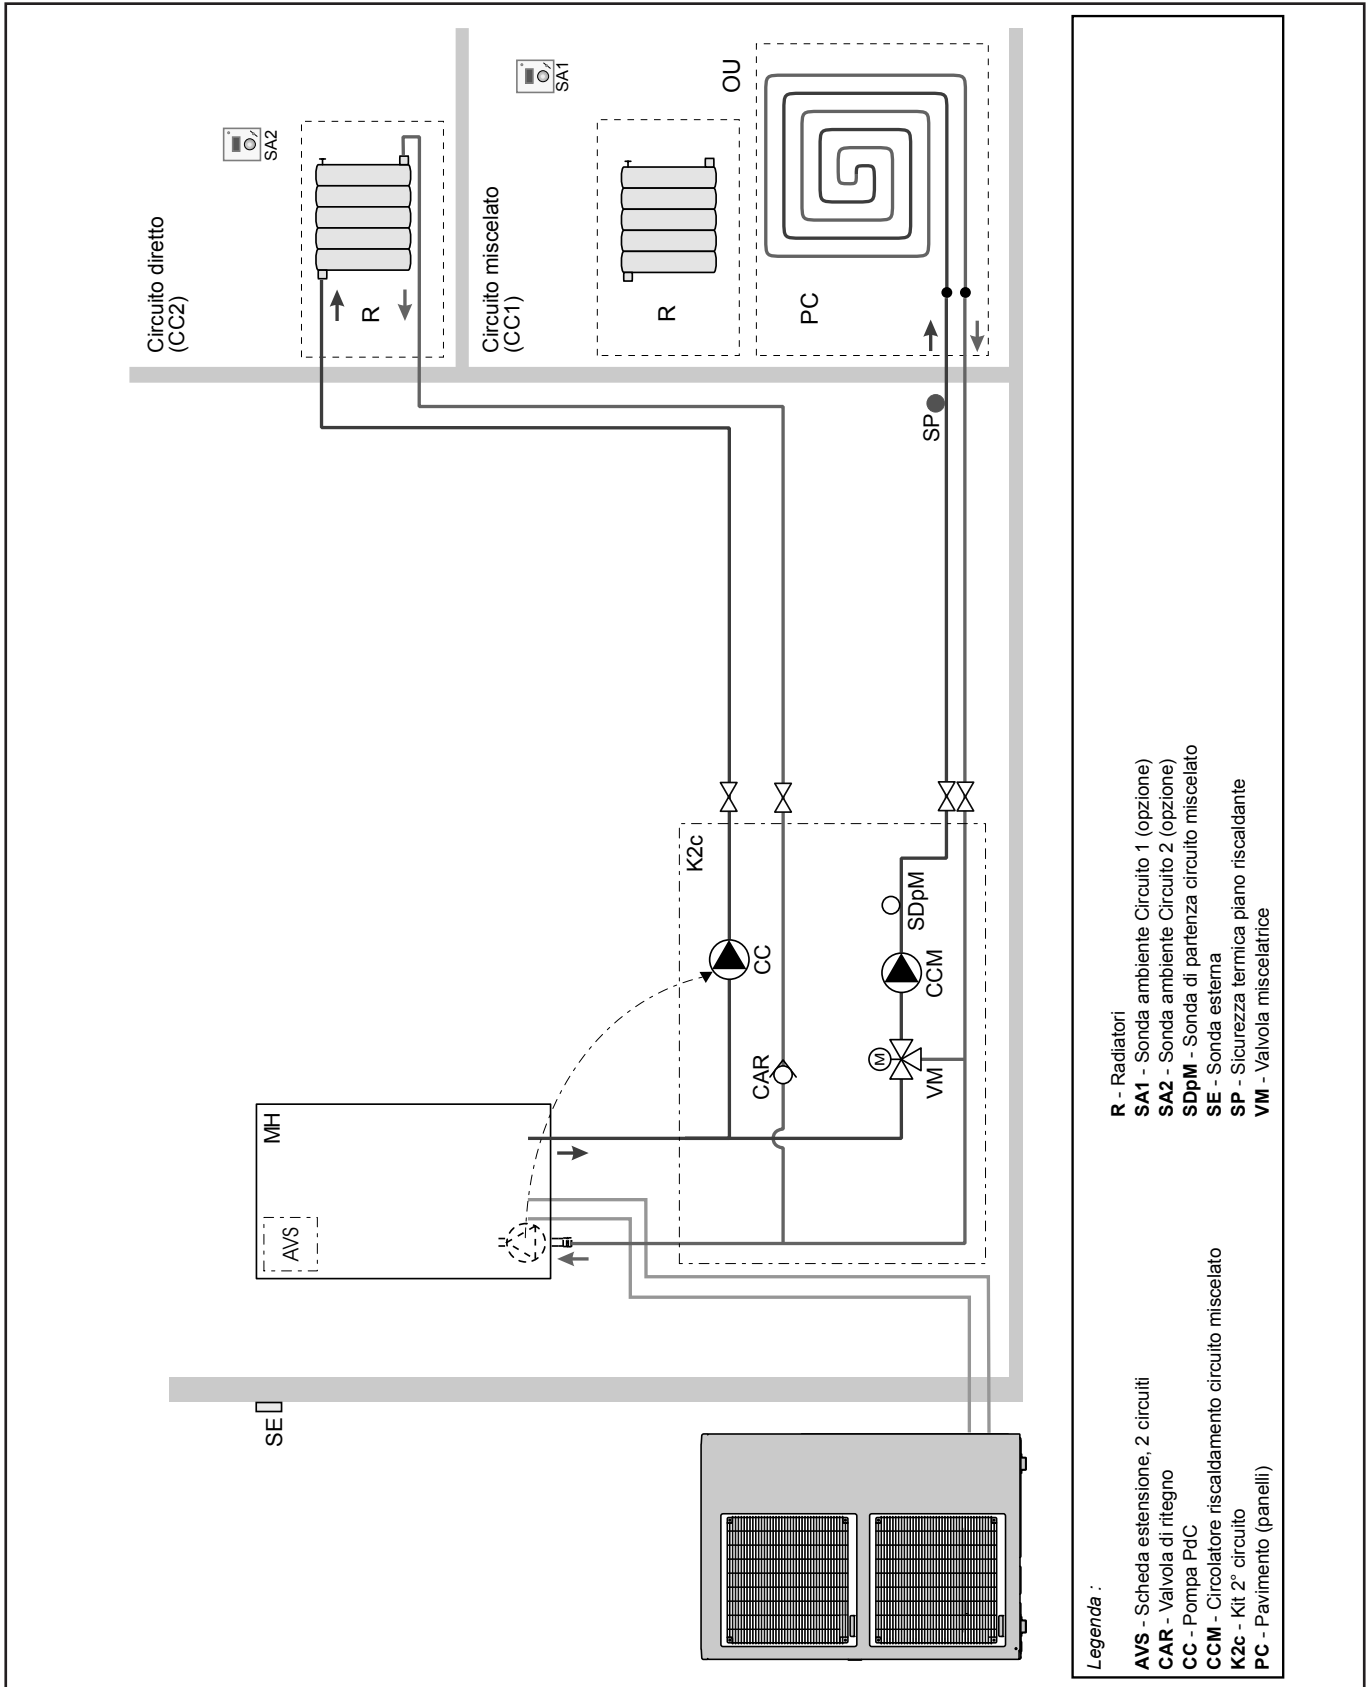 SE
AVS
MH
K2c
CAR
CC
VM
M
CCM
SDpM
SP
Circuito diretto
(CC2)
R
SA2
Circuito miscelato
(CC1)
R
SA1
OU
PC
Legenda :
AVS - Scheda estensione, 2 circuiti
CAR - Valvola di ritegno
CC - Pompa PdC
CCM - Circolatore riscaldamento circuito miscelato
K2c - Kit 2° circuito
PC - Pavimento (panelli)
R - Radiatori
SA1 - Sonda ambiente Circuito 1 (opzione)
SA2 - Sonda ambiente Circuito 2 (opzione)
SDpM - Sonda di partenza circuito miscelato
SE - Sonda esterna
SP - Sicurezza termica piano riscaldante
VM - Valvola miscelatrice